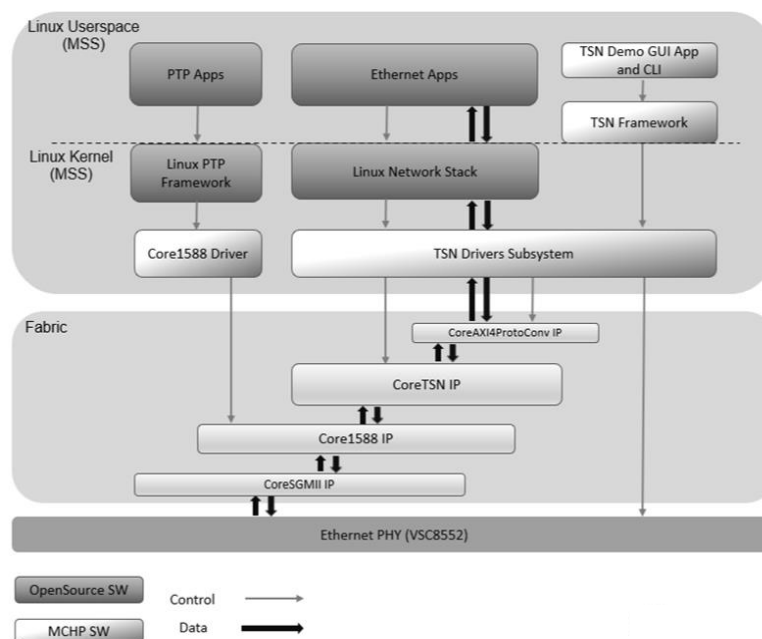 Linux Userspace
(MSS)
PTP Apps
Ethernet Apps
TSN Demo GUI App
and CLI
TSN Framework
Linux Kernel
(MSS)
Linux PTP
Framework
Linux Network Stack
Core1588 Driver
TSN Drivers Subsystem
Fabric
CoreAXI4ProtoConv IP
CoreTSN IP
Core1588 IP
CoreSGMII IP
Ethernet PHY (VSC8552)
OpenSource SW
Control
MCHP SW
Data